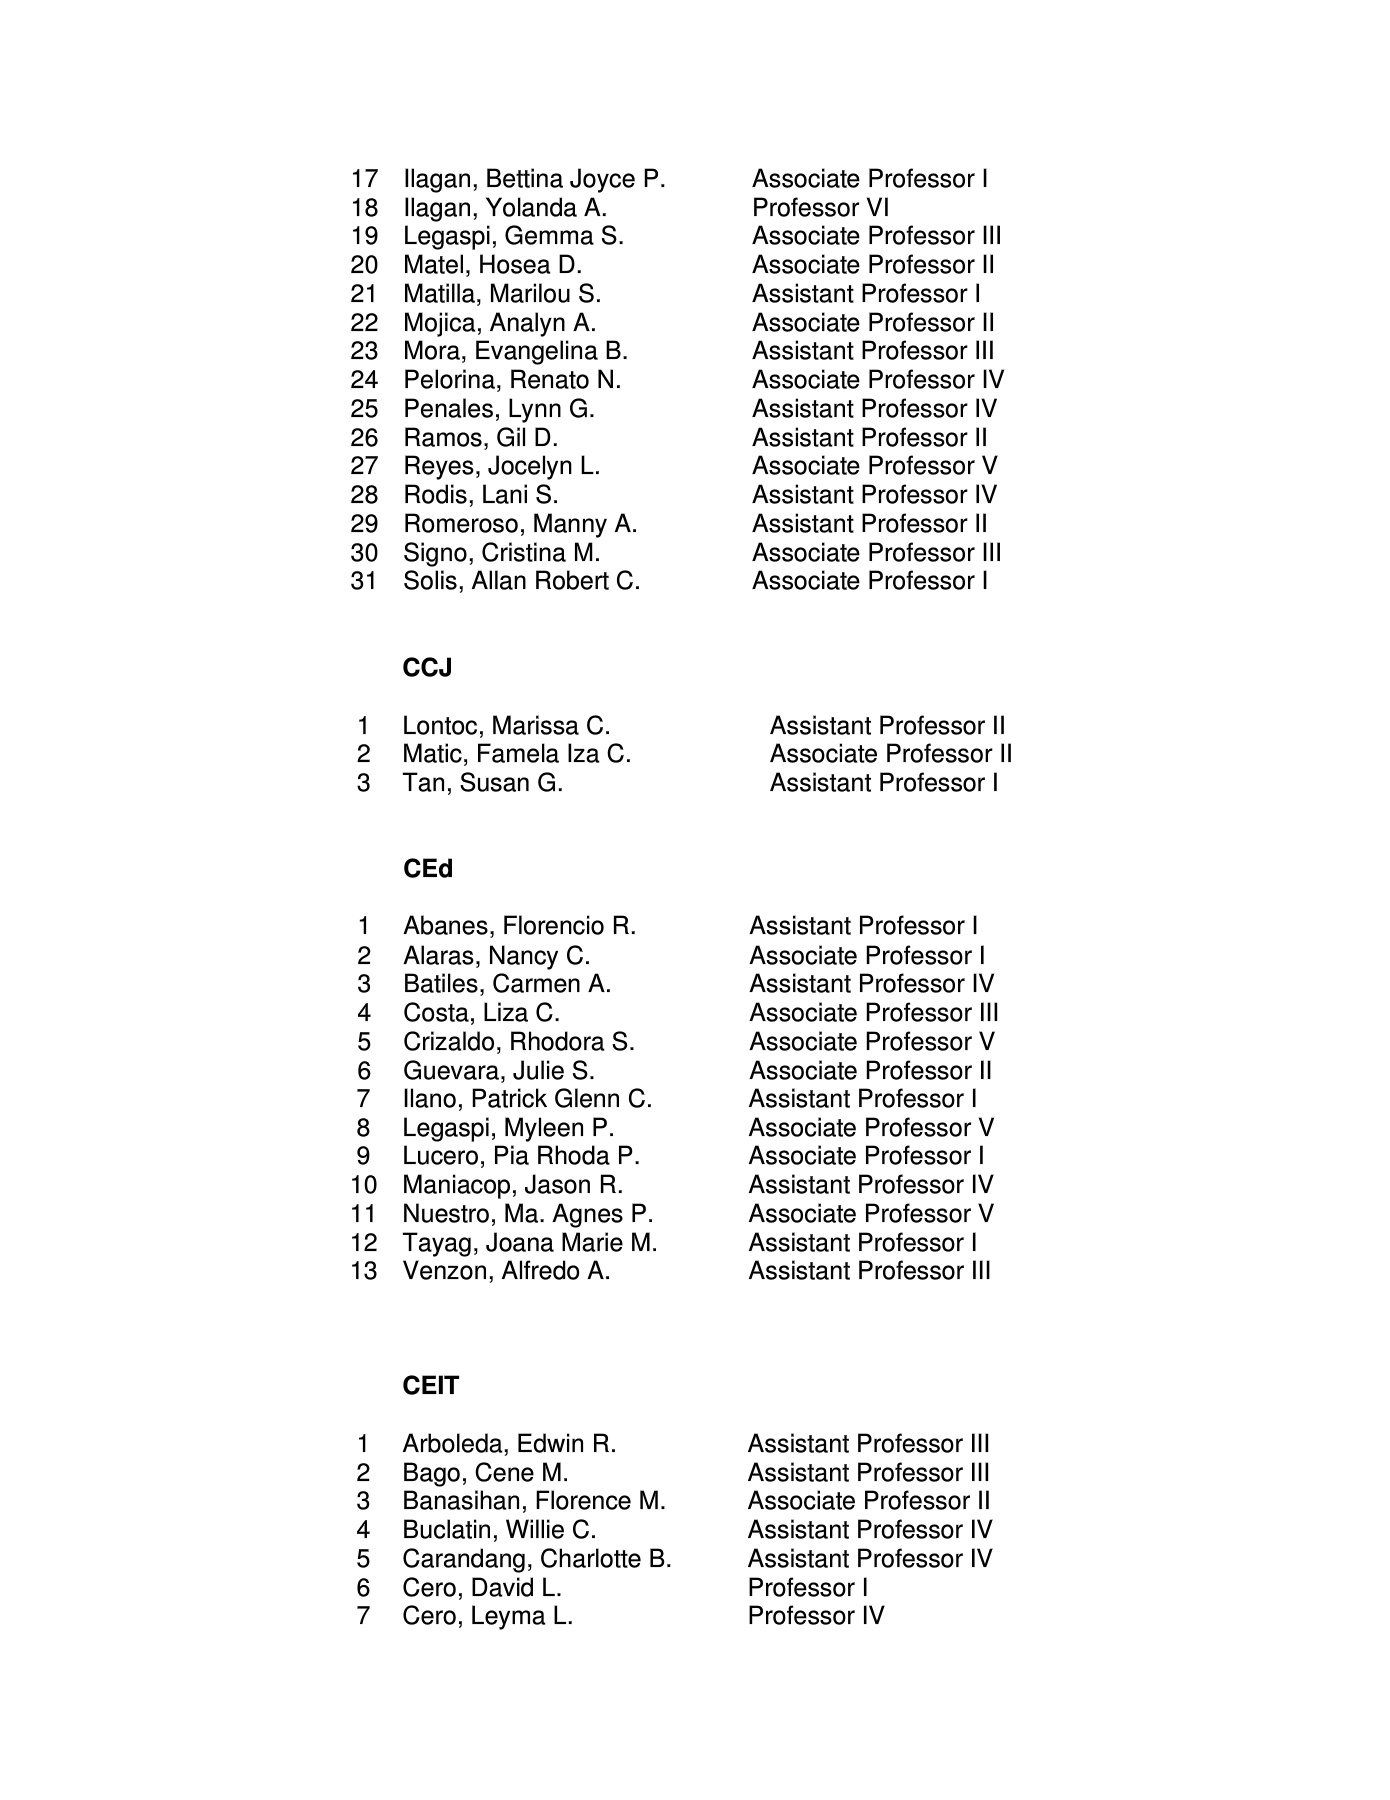 17 Ilagan, Bettina Joyce P. Associate Professor I
18 Ilagan, Yolanda A. Professor VI
19 Legaspi, Gemma S. Associate Professor III
20 Matel, Hosea D. Associate Professor II
21 Matilla, Marilou S. Assistant Professor I
22 Mojica, Analyn A. Associate Professor II
23 Mora, Evangelina B. Assistant Professor III
24 Pelorina, Renato N. Associate Professor IV
25 Penales, Lynn G. Assistant Professor IV
26 Ramos, Gil D. Assistant Professor II
27 Reyes, Jocelyn L. Associate Professor V
28 Rodis, Lani S. Assistant Professor IV
29 Romeroso, Manny A. Assistant Professor II
30 Signo, Cristina M. Associate Professor III
31 Solis, Allan Robert C. Associate Professor I
CCJ
1 Lontoc, Marissa C. Assistant Professor II
2 Matic, Famela Iza C. Associate Professor II
3 Tan, Susan G. Assistant Professor I
CEd
1 Abanes, Florencio R. Assistant Professor I
2 Alaras, Nancy C. Associate Professor I
3 Batiles, Carmen A. Assistant Professor IV
4 Costa, Liza C. Associate Professor III
5 Crizaldo, Rhodora S. Associate Professor V
6 Guevara, Julie S. Associate Professor II
7 Ilano, Patrick Glenn C. Assistant Professor I
8 Legaspi, Myleen P. Associate Professor V
9 Lucero, Pia Rhoda P. Associate Professor I
10 Maniacop, Jason R. Assistant Professor IV
11 Nuestro, Ma. Agnes P. Associate Professor V
12 Tayag, Joana Marie M. Assistant Professor I
13 Venzon, Alfredo A. Assistant Professor III
CEIT
1 Arboleda, Edwin R. Assistant Professor III
2 Bago, Cene M. Assistant Professor III
3 Banasihan, Florence M. Associate Professor II
4 Buclatin, Willie C. Assistant Professor IV
5 Carandang, Charlotte B. Assistant Professor IV
6 Cero, David L. Professor I
7 Cero, Leyma L. Professor IV